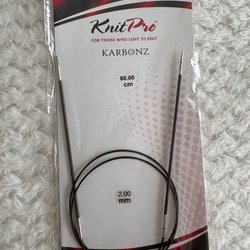 KnitPro
FOR THOSE WHO LOVE TO KNIT
KARBONZ
80.00
cm
2.00
mm